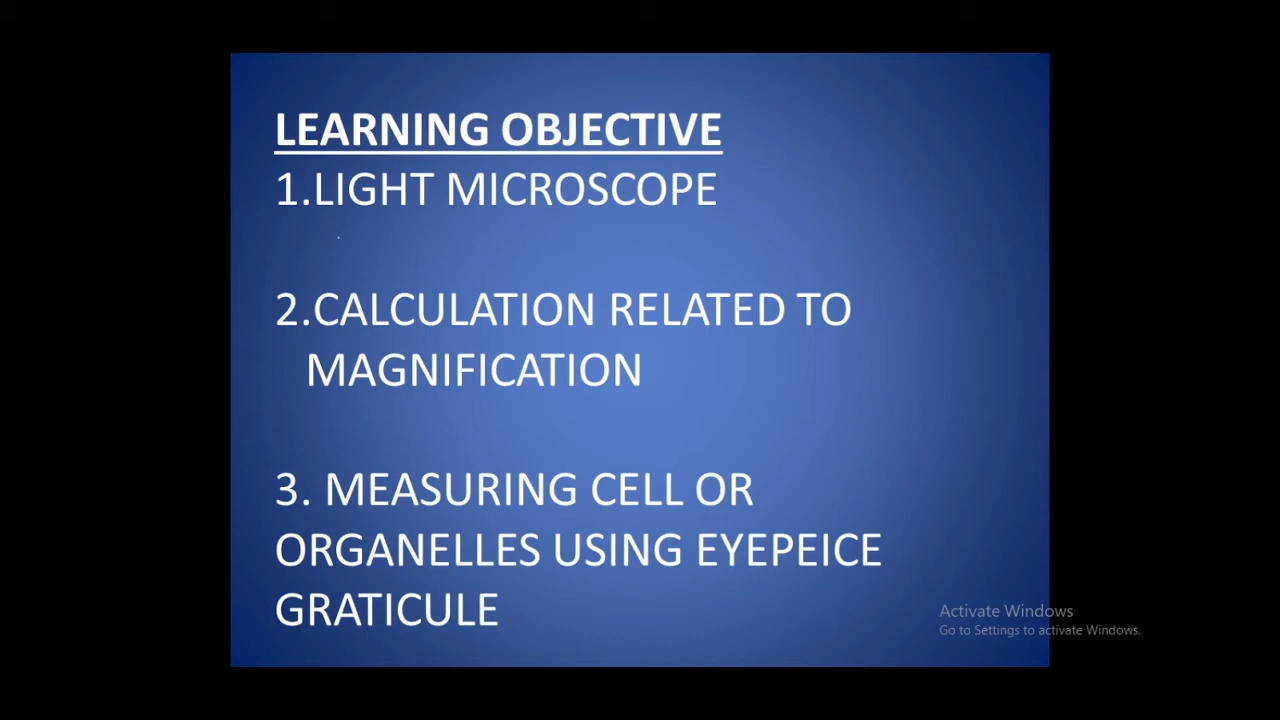 LEARNING OBJECTIVE
1.LIGHT MICROSCOPE
2.CALCULATION RELATED TO
MAGNIFICATION
3. MEASURING CELL OR
ORGANELLES USING EYEPEICE
GRATICULE
Activate Windows
Go to Settings to activate Windows.